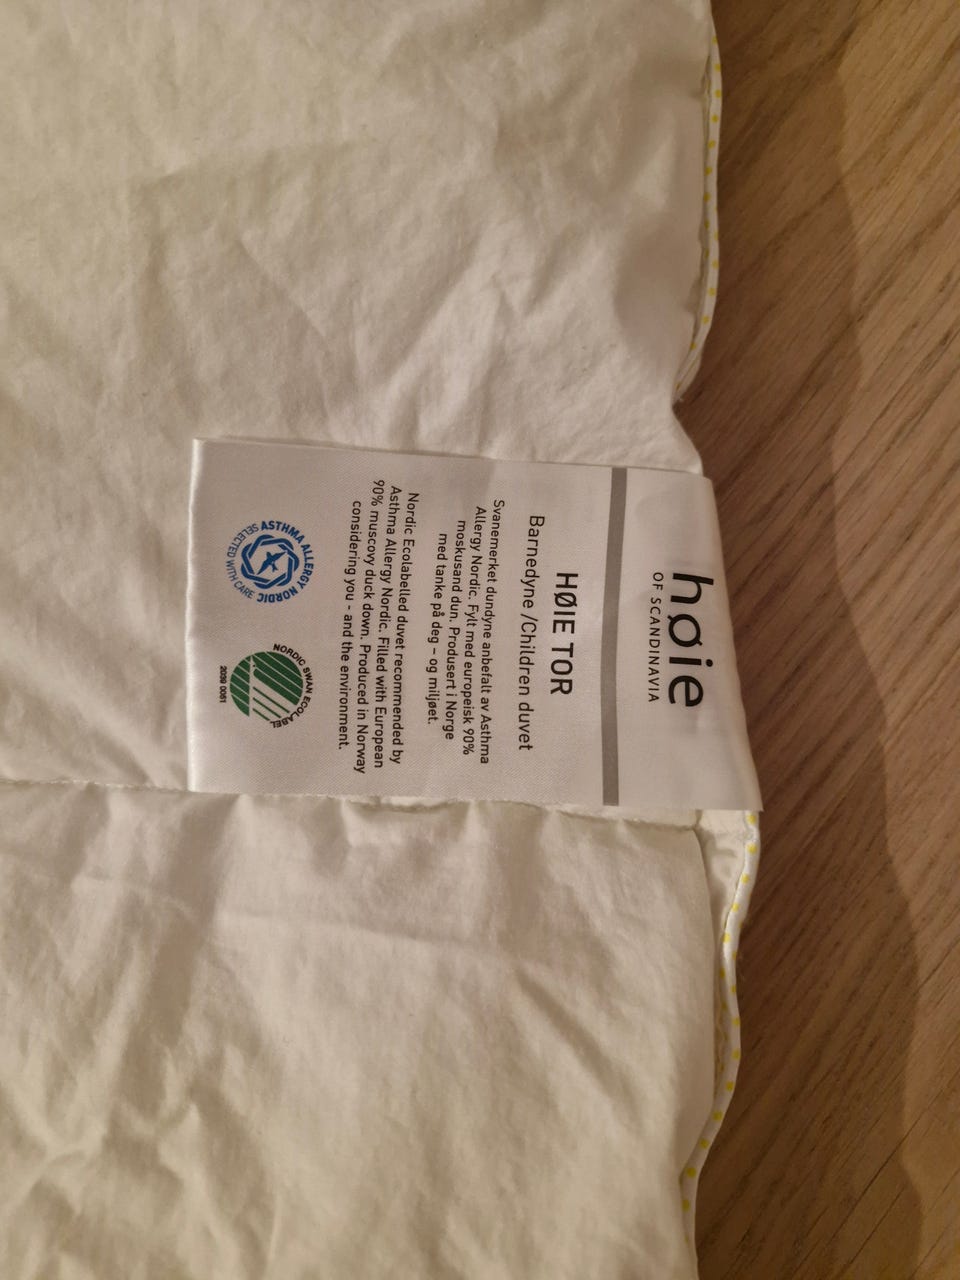 høie
OF SCANDINAVIA
HØIE TOR
Barnedyne /Children duvet
Svanemerket dundyne anbefalt av Asthma
Allergy Nordic. Fylt med europeisk 90%
moskusand dun. Produsert i Norge
med tanke på deg – og miljøet.
Nordic Ecolabelled duvet recommended by
Asthma Allergy Nordic. Filled with European
90% muscovy duck down. Produced in Norway
considering you - and the environment.
ASTHMA ALLERGY NORDIC
SELECTED WITH CARE
NORDIC SWAN ECOLABEL
2039 0061